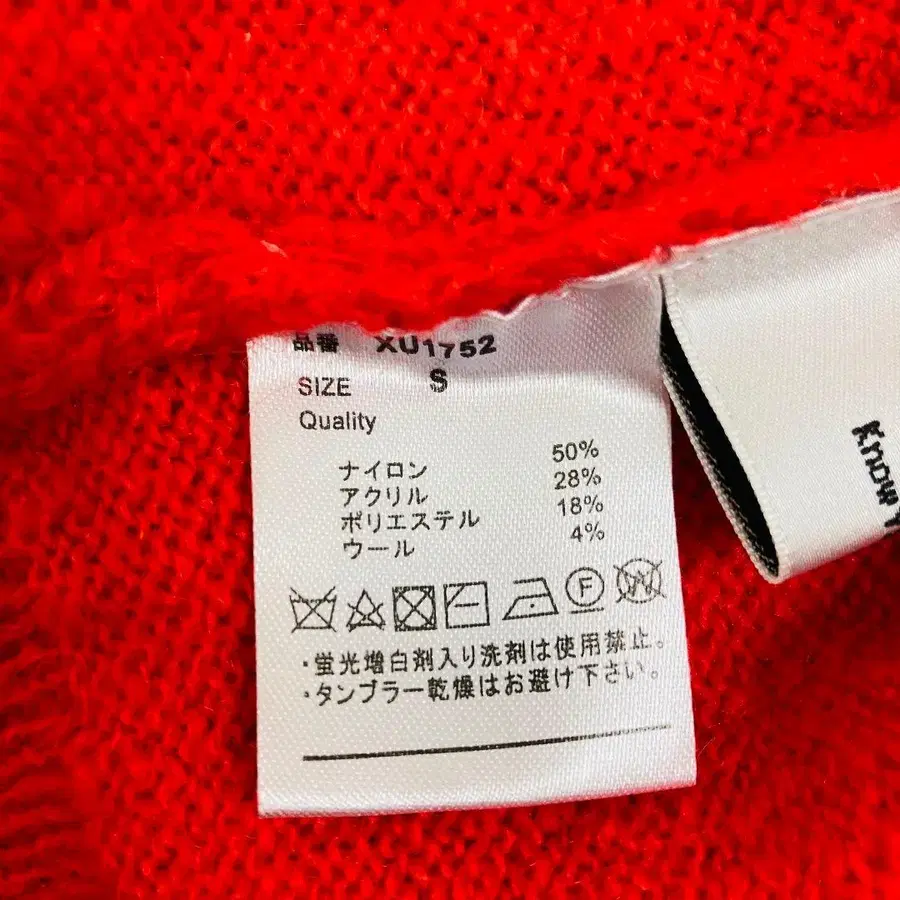 品番 XU1752
SIZE S
Quality
ナイロン 50%
アクリル 28%
ポリエステル 18%
ウール 4%
F W
・蛍光増白剤入り洗剤は使用禁止。
・タンブラー乾燥はお避け下さい。
Know